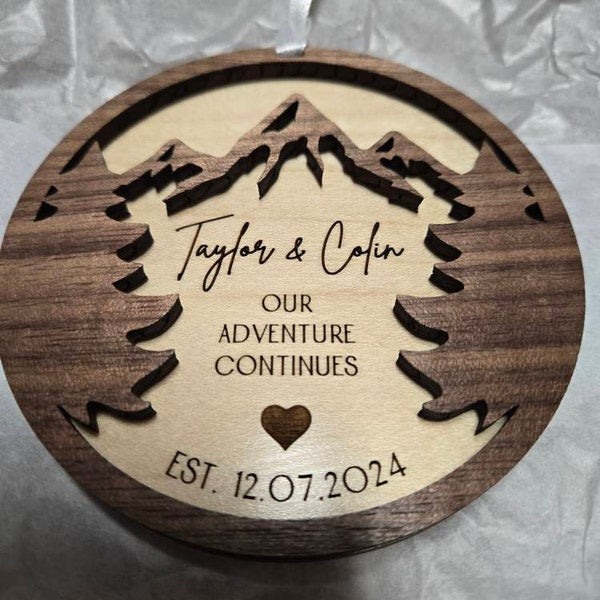 Taylor & Colin
OUR
ADVENTURE
CONTINUES
EST. 12.07.2024